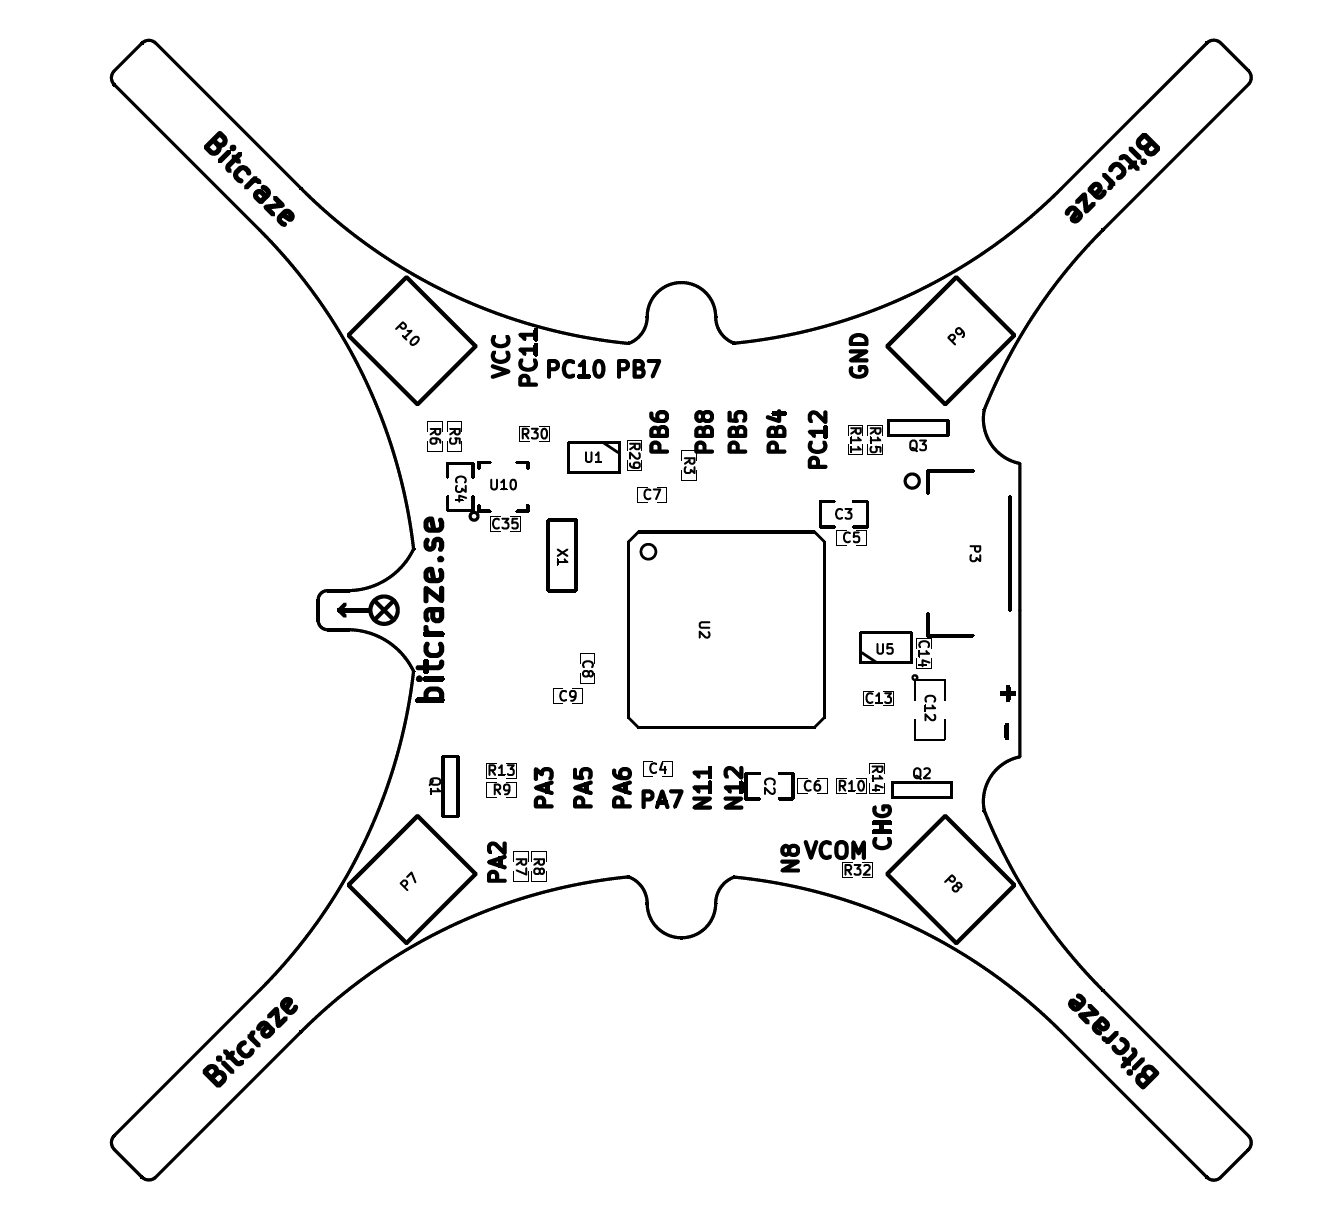 Bitcraze
Bitcraze
P10
P9
VCC
PC11
PC10
PB7
GND
R6
R5
R30
U1
R29
PB6
PB8
PB5
PB4
PC12
R3
R11
R15
Q3
C34
U10
C7
C35
C3
C5
X1
P3
bitcraze.se
U2
U5
C14
C8
C9
C13
C12
+
-
Q1
R13
R9
PA3
PA5
PA6
C4
PA7
N11
N12
C2
C6
R10
R14
Q2
CHG
PA2
R7
R8
N8
VCOM
R32
P7
P8
Bitcraze
Bitcraze